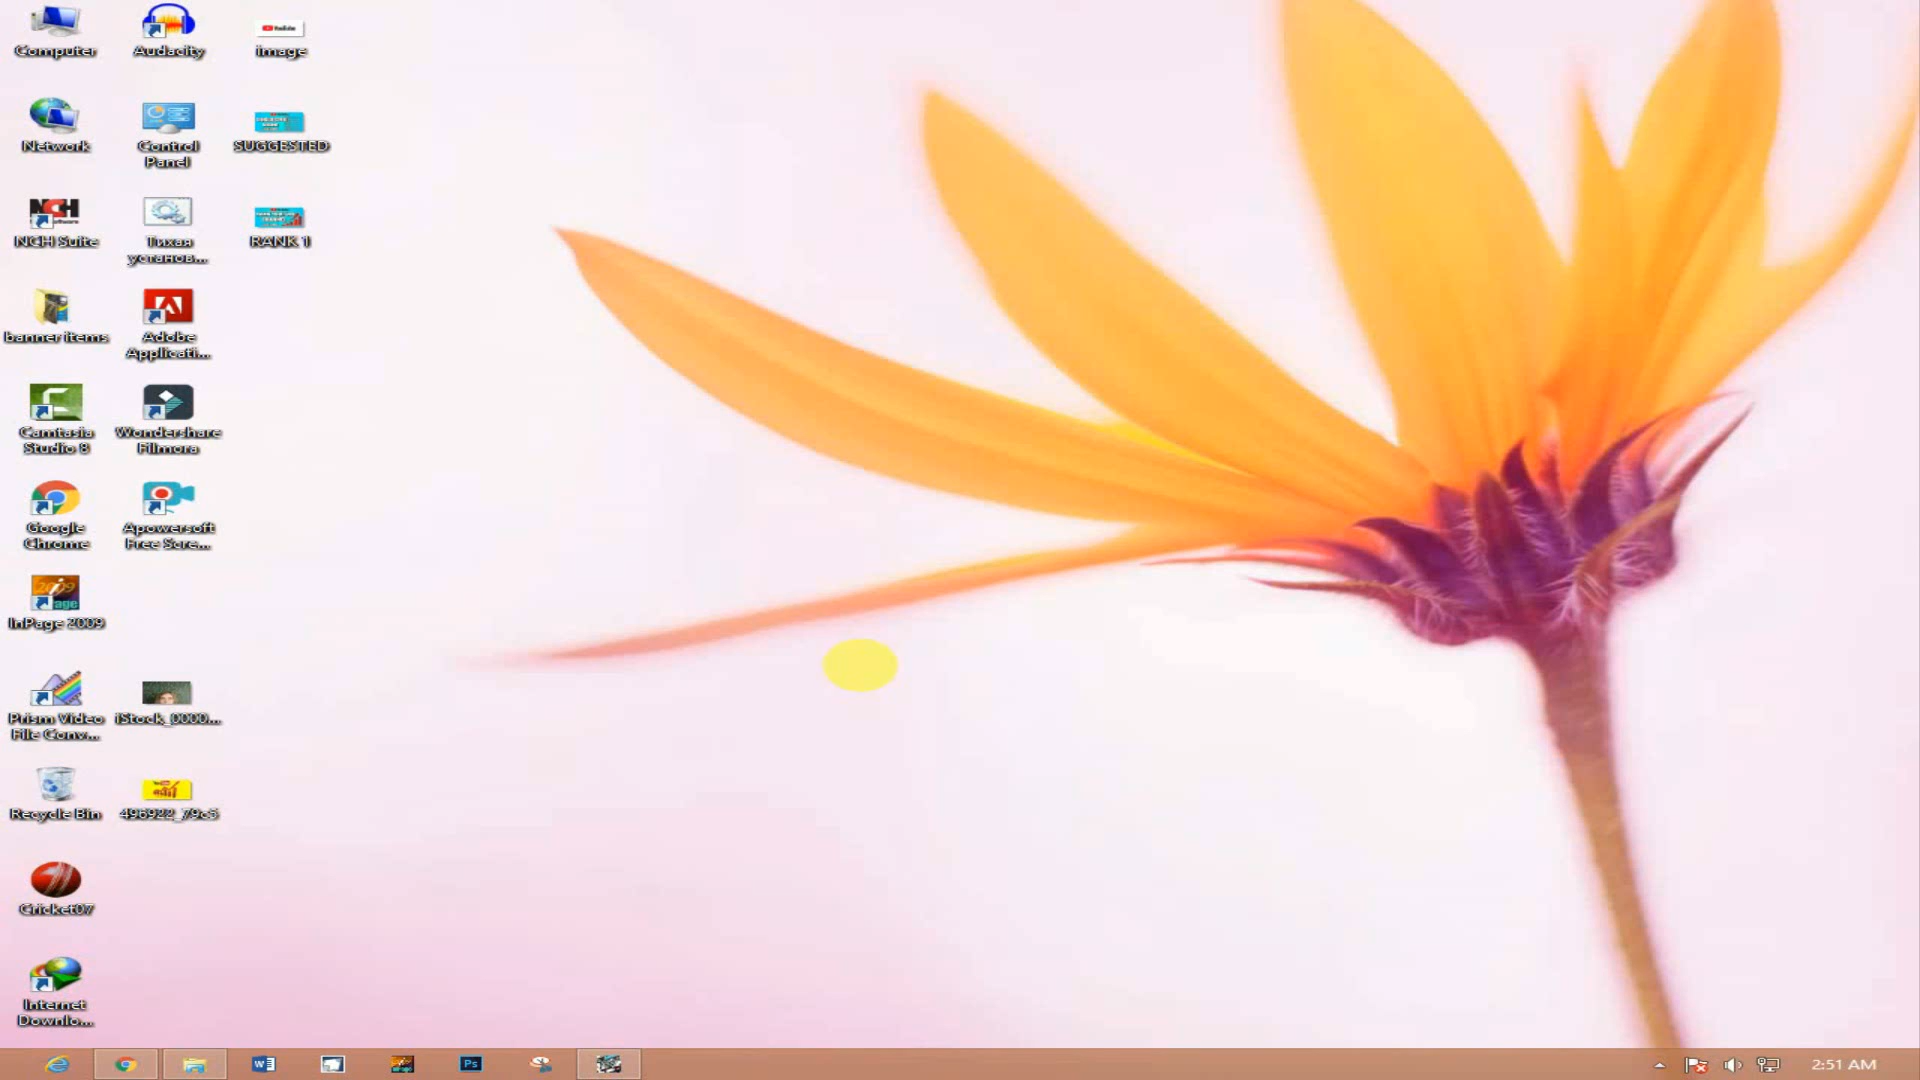 Computer
Audacity
image
Network
Control
Panel
SUGGESTED
NCH Suite
Тихая
установ...
RANK 1
banner items
Adobe
Applicati...
Camtasia
Studio 8
Wondershare
Filmora
Google
Chrome
Apowersoft
Free Scre...
InPage 2009
Prism Video
File Conv...
iStock_0000...
Recycle Bin
496922_79c5
Cricket07
Internet
Downlo...
2:51 AM